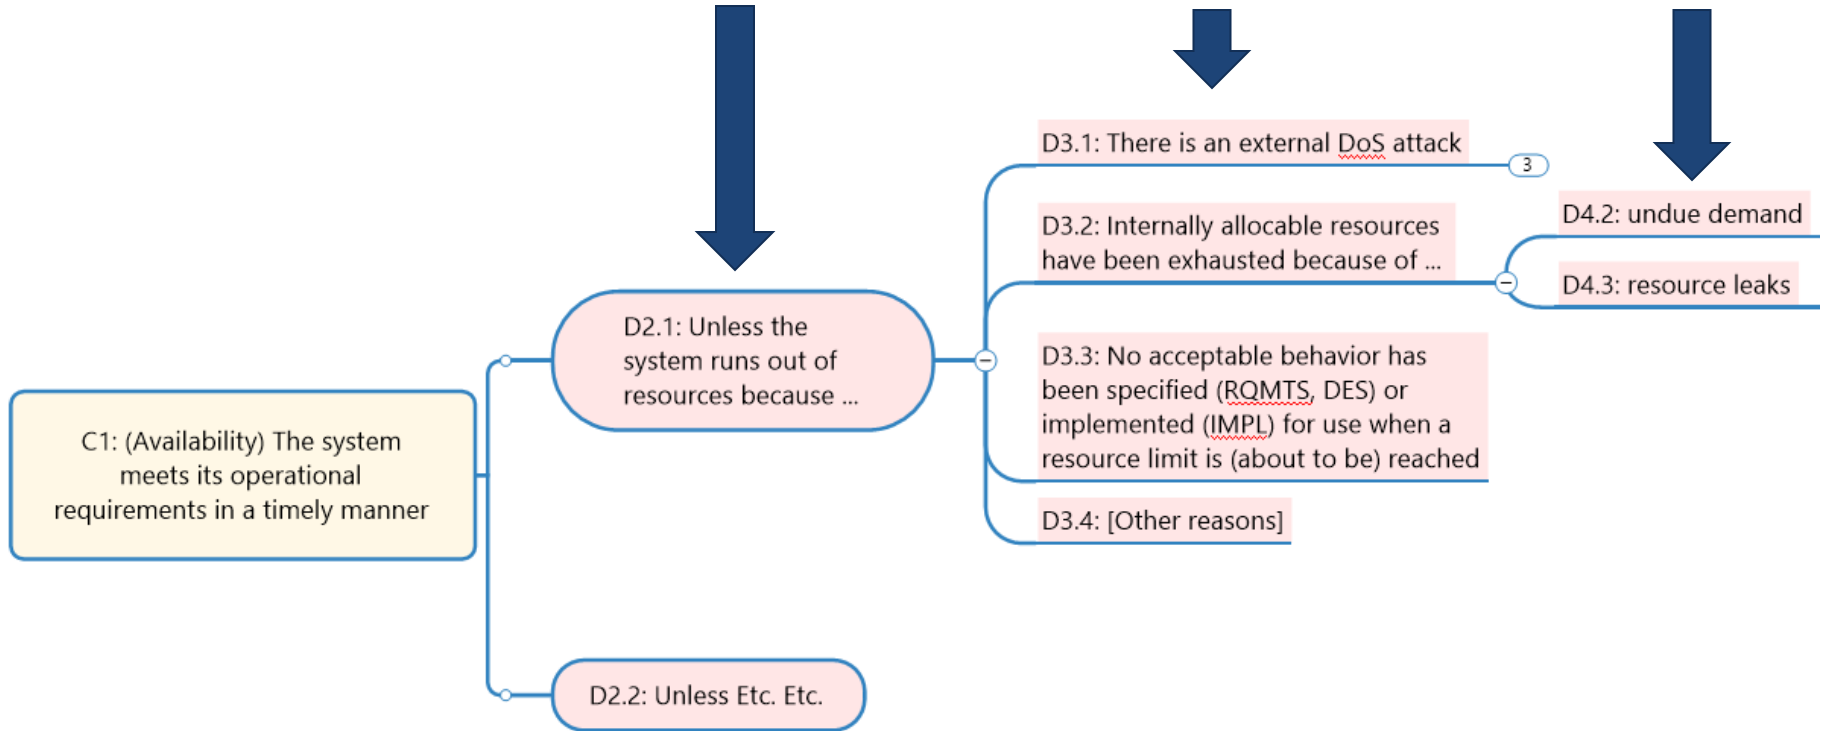 D3.1: There is an external DoS attack
3
D3.2: Internally allocable resources
have been exhausted because of ...
D4.2: undue demand
D4.3: resource leaks
D2.1: Unless the
system runs out of
resources because ...
D3.3: No acceptable behavior has
been specified (RQMTS, DES) or
implemented (IMPL) for use when a
resource limit is (about to be) reached
D3.4: [Other reasons]
C1: (Availability) The system
meets its operational
requirements in a timely manner
D2.2: Unless Etc. Etc.